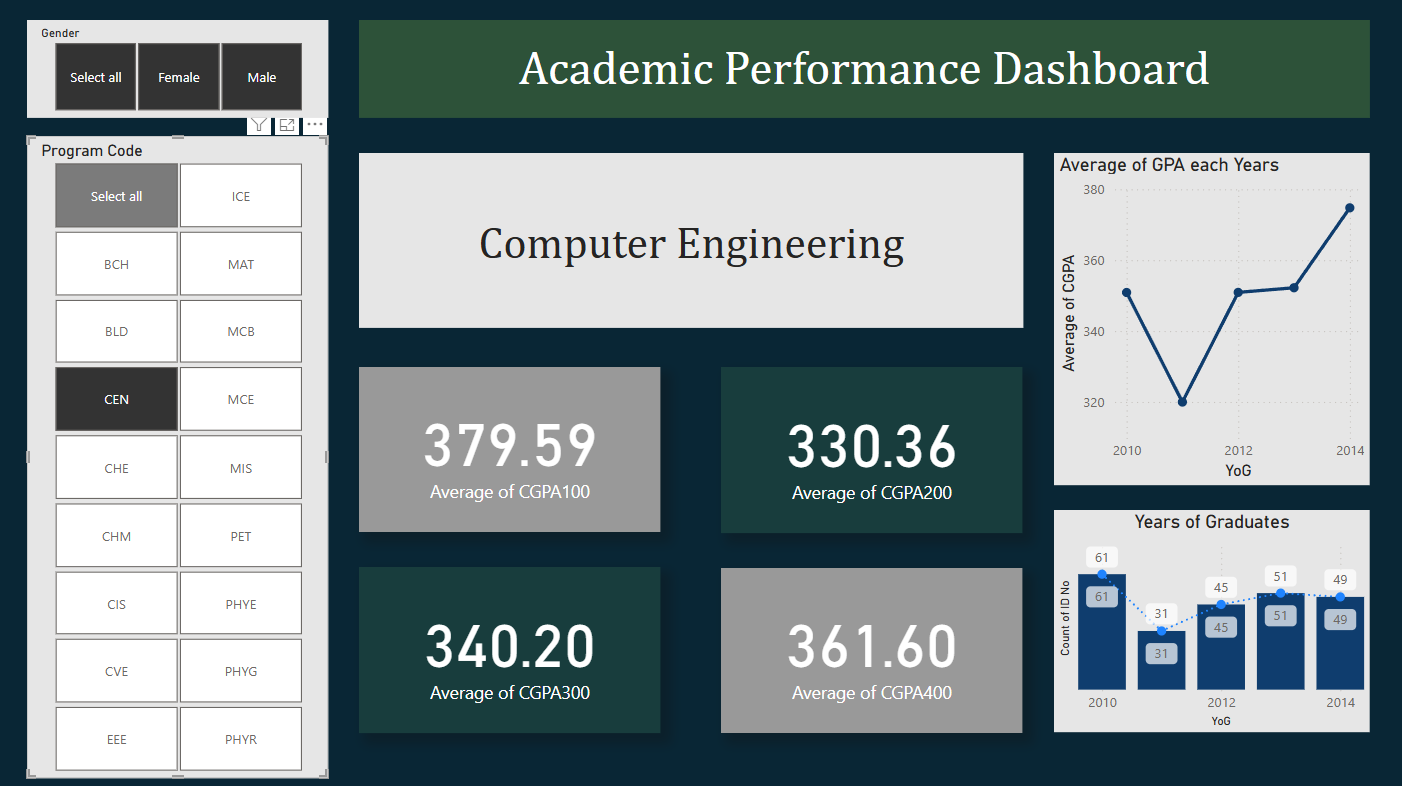 Gender
Select all Female Male
Program Code
Select all ICE
BCH MAT
BLD MCB
CEN MCE
CHE MIS
CHM PET
CIS PHYE
CVE PHYG
EEE PHYR
Academic Performance Dashboard
Computer Engineering
379.59
Average of CGPA100
330.36
Average of CGPA200
340.20
Average of CGPA300
361.60
Average of CGPA400
Average of GPA each Years
Average of CGPA
380
360
340
320
2010 2012 2014
YoG
Years of Graduates
Count of ID No
61 31 45 51 49
61 31 45 51 49
2010 2012 2014
YoG